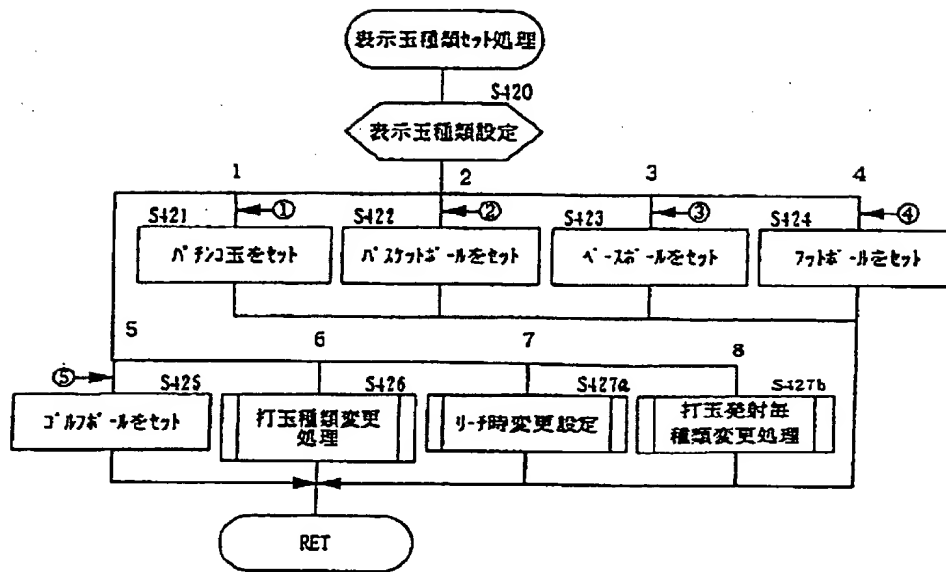 表示玉種類セット処理
S420
表示玉種類設定
1
2
3
4
①
②
③
④
S421
S422
S423
S424
パチンコ玉をセット
バスケットボールをセット
ベースボールをセット
フットボールをセット
5
6
7
8
⑤
S425
S426
S427a
S427b
ゴルフボールをセット
打玉種類変更
処理
リーチ時変更設定
打玉発射毎
種類変更処理
RET